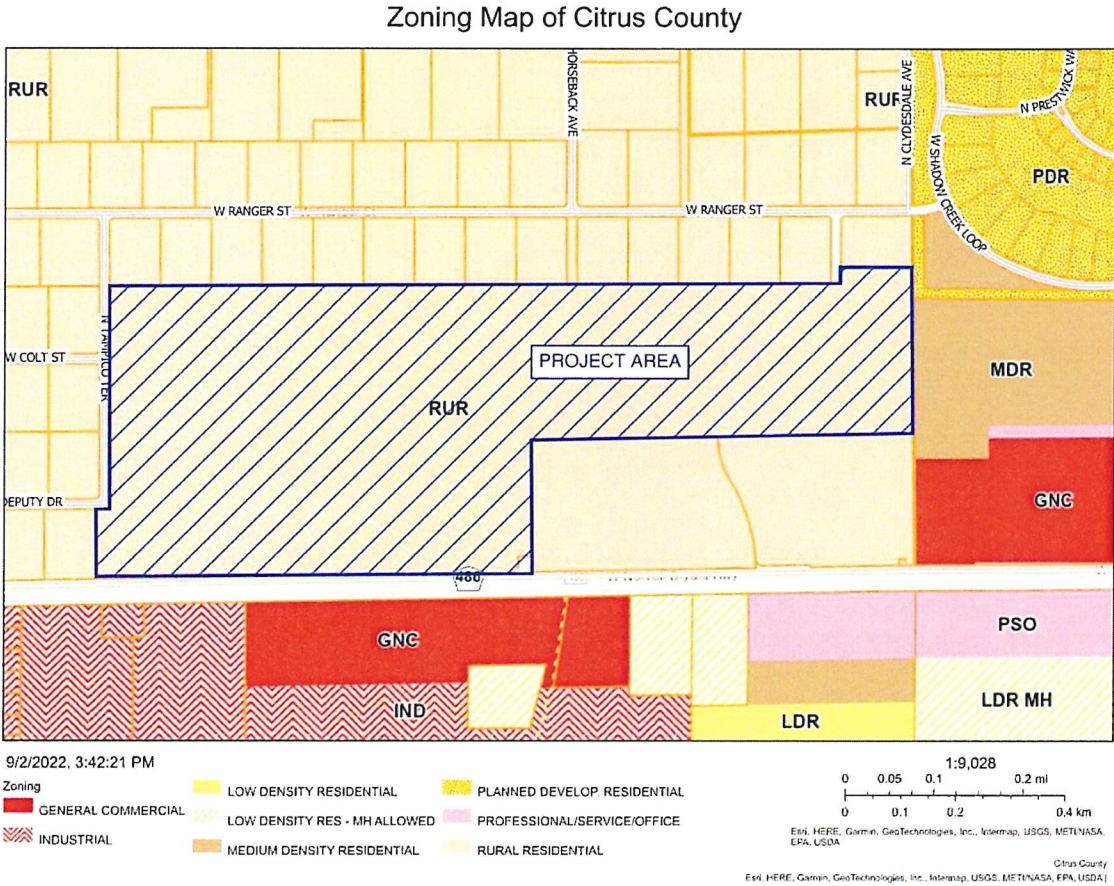 Zoning Map of Citrus County
RUR
HORSEBACK AVE
RUR
N CLYDESDALE AVE
N PRESTWICK WA
W SHADOW CREEK LOOP
PDR
W RANGER ST
W RANGER ST
N TAMPICO TER
W COLT ST
PROJECT AREA
MDR
RUR
DEPUTY DR
GNC
488
GNC
PSO
IND
LDR
LDR MH
9/2/2022, 3:42:21 PM
Zoning
GENERAL COMMERCIAL
INDUSTRIAL
LOW DENSITY RESIDENTIAL
LOW DENSITY RES - MH ALLOWED
MEDIUM DENSITY RESIDENTIAL
PLANNED DEVELOP. RESIDENTIAL
PROFESSIONAL/SERVICE/OFFICE
RURAL RESIDENTIAL
1:9,028
0 0.05 0.1 0.2 mi
0 0.1 0.2 0.4 km
Esri, HERE, Garmin, GeoTechnologies, Inc., Intermap, USGS, METI/NASA,
EPA, USDA
Citrus County
Esri, HERE, Garmin, GeoTechnologies, Inc., Intermap, USGS, METI/NASA, EPA, USDA |